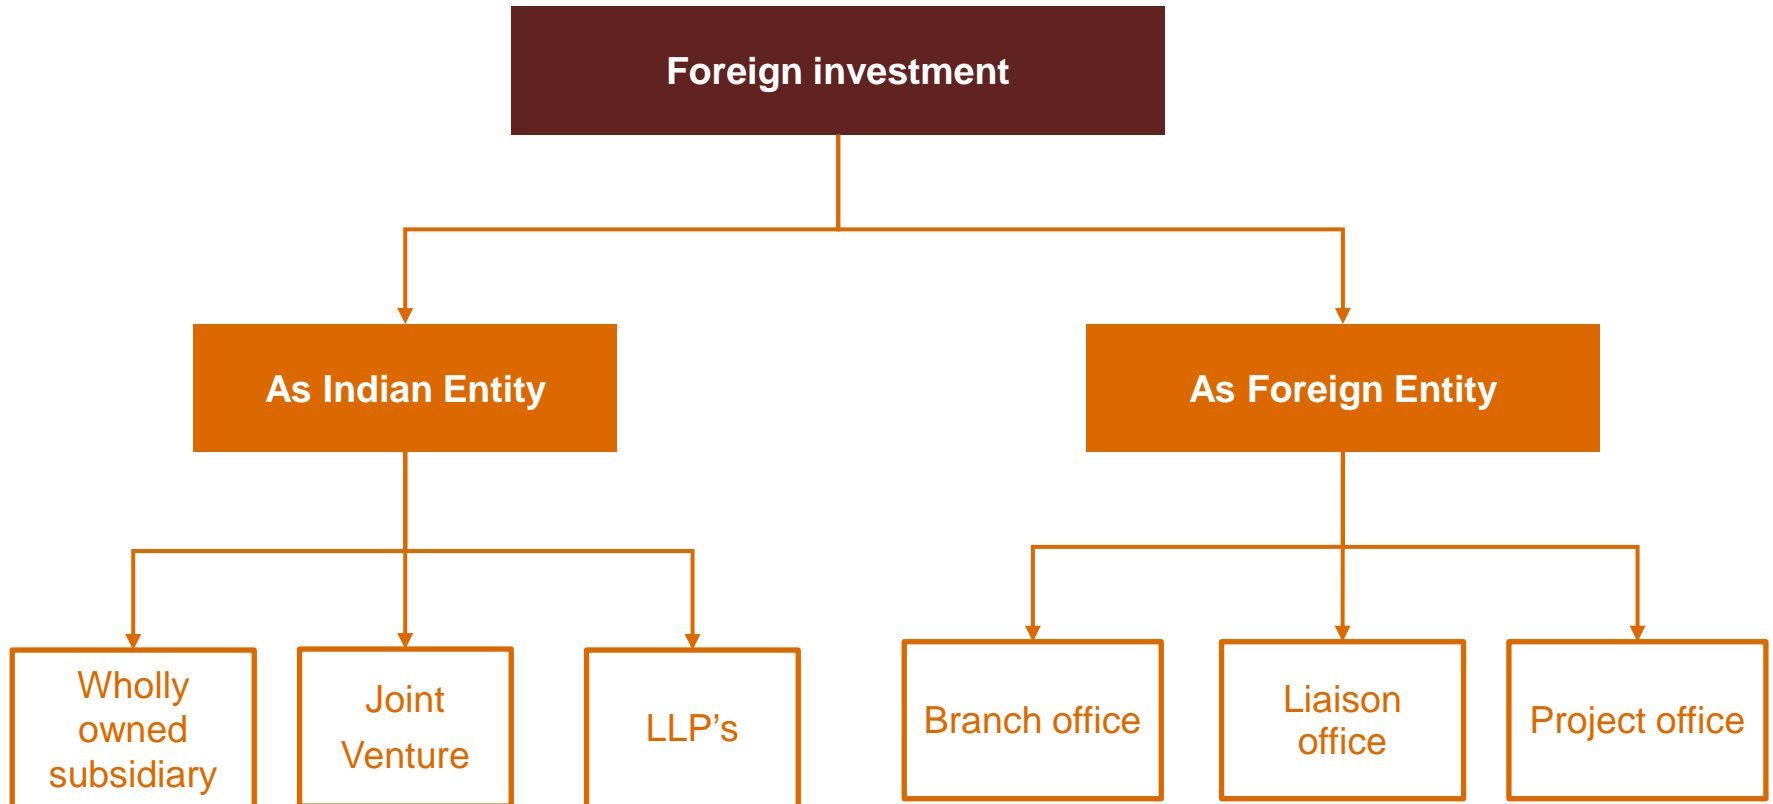 Foreign investment
As Indian Entity
As Foreign Entity
Wholly
owned
subsidiary
Joint
Venture
LLP’s
Branch office
Liaison
office
Project office